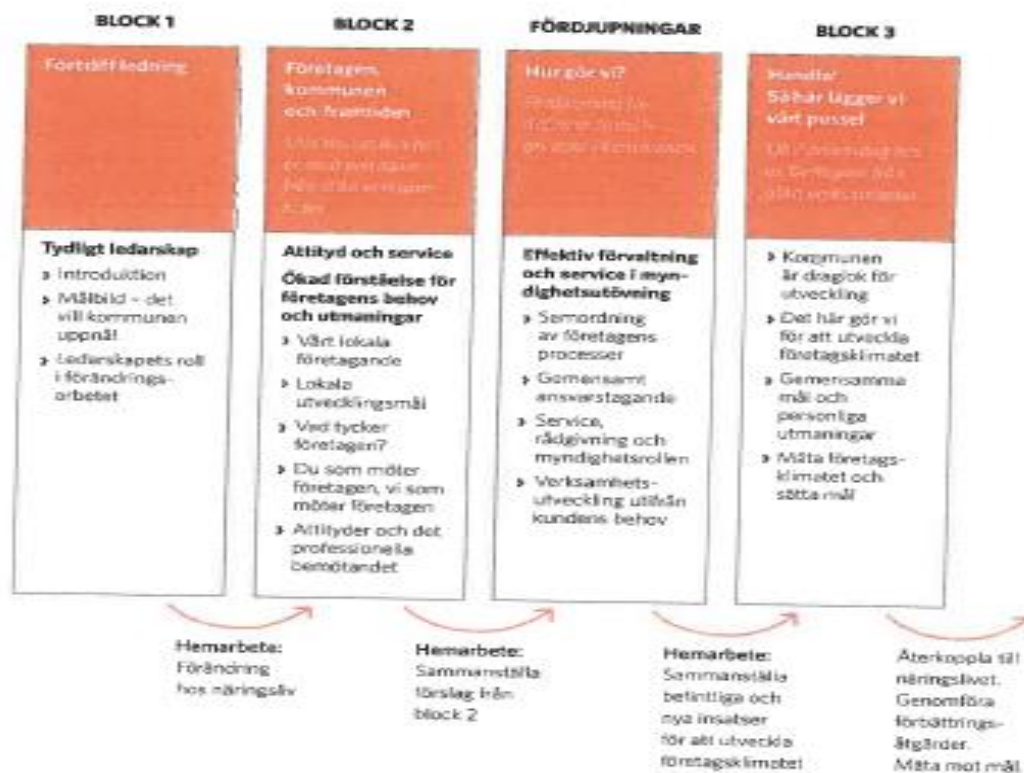 BLOCK 1
Förträff ledning
Tydligt ledarskap
› Introduktion
› Målbild – det
vill kommunen
uppnå!
› Ledarskapets roll
i förändrings-
arbetet
Hemarbete:
Förändring
hos näringsliv
BLOCK 2
Företagen,
kommunen
och framtiden
Attityd och service
Ökad förståelse för
företagens behov
och utmaningar
› Vårt lokala
företagande
› Lokala
utvecklingsmål
› Vad tycker
företagen?
› Du som möter
företagen, vi som
möter företagen
› Attityder och det
professionella
bemötandet
Hemarbete:
Sammanställa
förslag från
block 2
FÖRDJUPNINGAR
Hur gör vi?
Effektiv förvaltning
och service i myn-
dighetsutövning
› Samordning
av företagens
processer
› Gemensamt
ansvarstagande
› Service,
rådgivning och
myndighetsrollen
› Verksamhets-
utveckling utifrån
kundens behov
Hemarbete:
Sammanställa
befintliga och
nya insatser
för att utveckla
företagsklimatet
BLOCK 3
Handla!
Så här lägger vi
vårt pussel
› Kommunen
är draglok för
utveckling
› Det här gör vi
för att utveckla
företagsklimatet
› Gemensamma
mål och
personliga
utmaningar
› Mäta företags-
klimatet och
sätta mål
Återkoppla till
näringslivet.
Genomföra
förbättrings-
åtgärder.
Mäta mot mål.